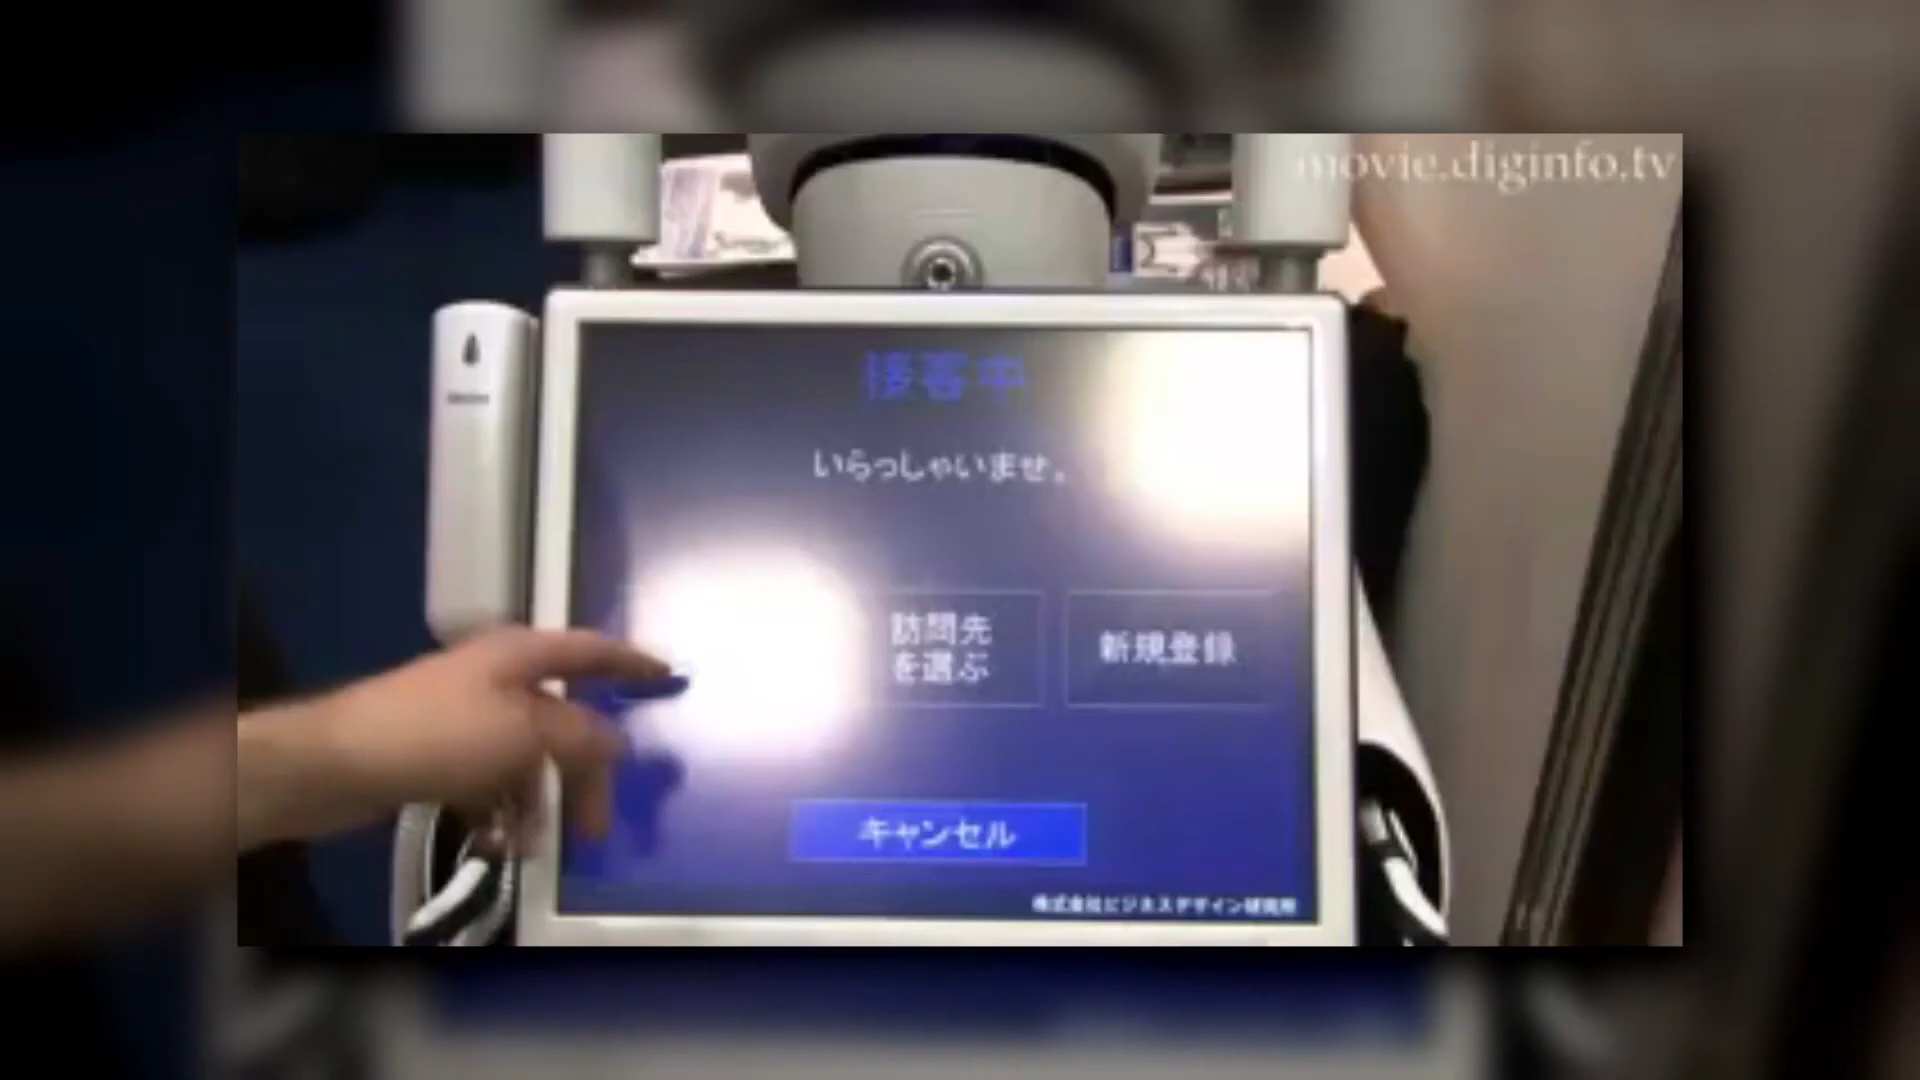 movie.diginfo.tv
接客中
いらっしゃいませ。
訪問先
を選ぶ
新規登録
キャンセル
株式会社ビジネスデザイン研究所